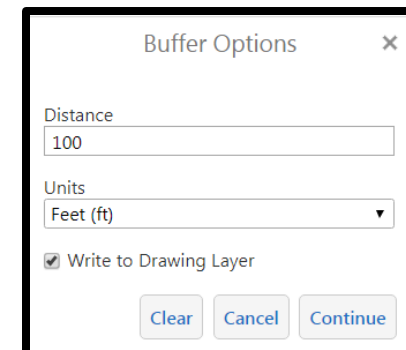 Buffer Options ×
Distance
100
Units
Feet (ft)
Write to Drawing Layer
Clear Cancel Continue